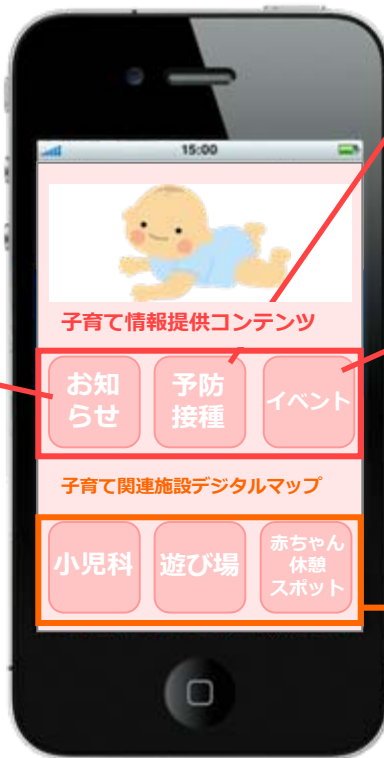 15:00
子育て情報提供コンテンツ
お知
らせ
予防
接種
イベント
子育て関連施設デジタルマップ
小児科
遊び場
赤ちゃん
休憩
スポット